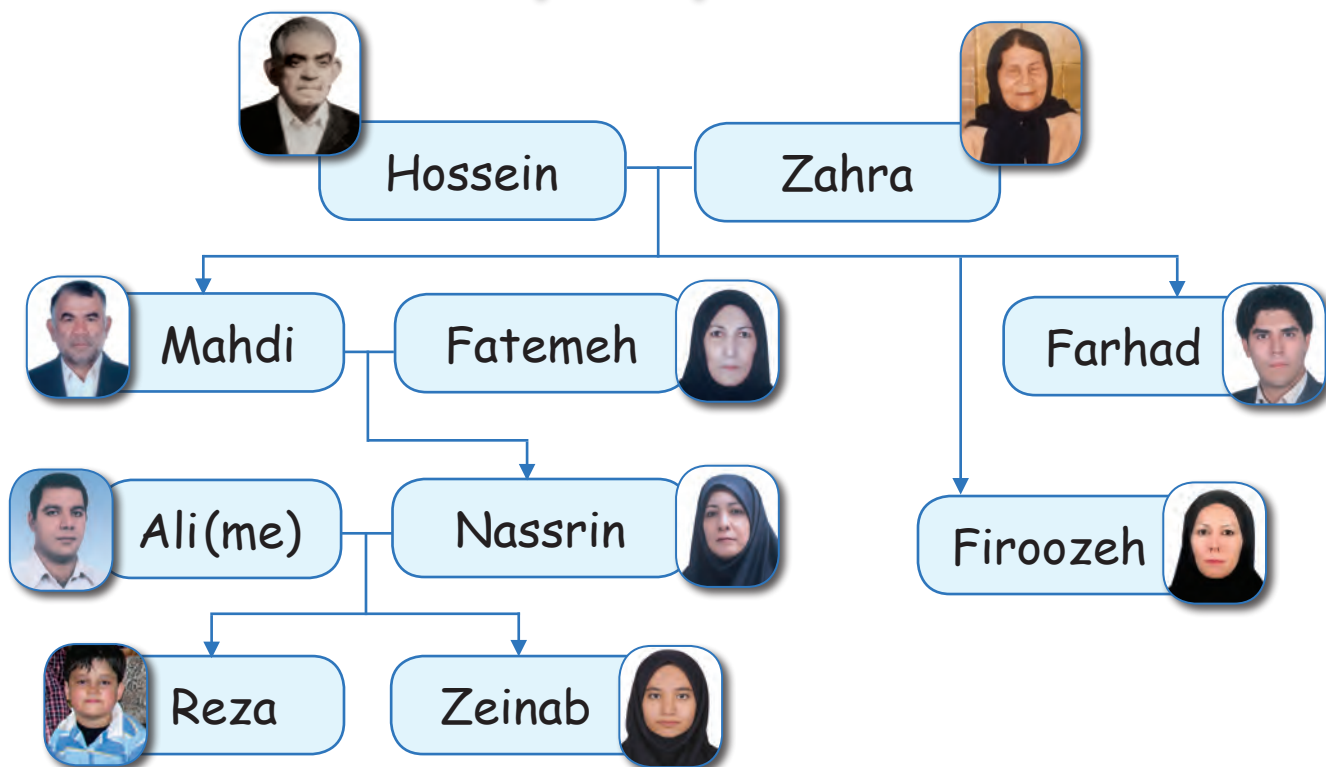 Hossein
Zahra
Mahdi
Fatemeh
Farhad
Ali(me)
Nassrin
Firoozeh
Reza
Zeinab